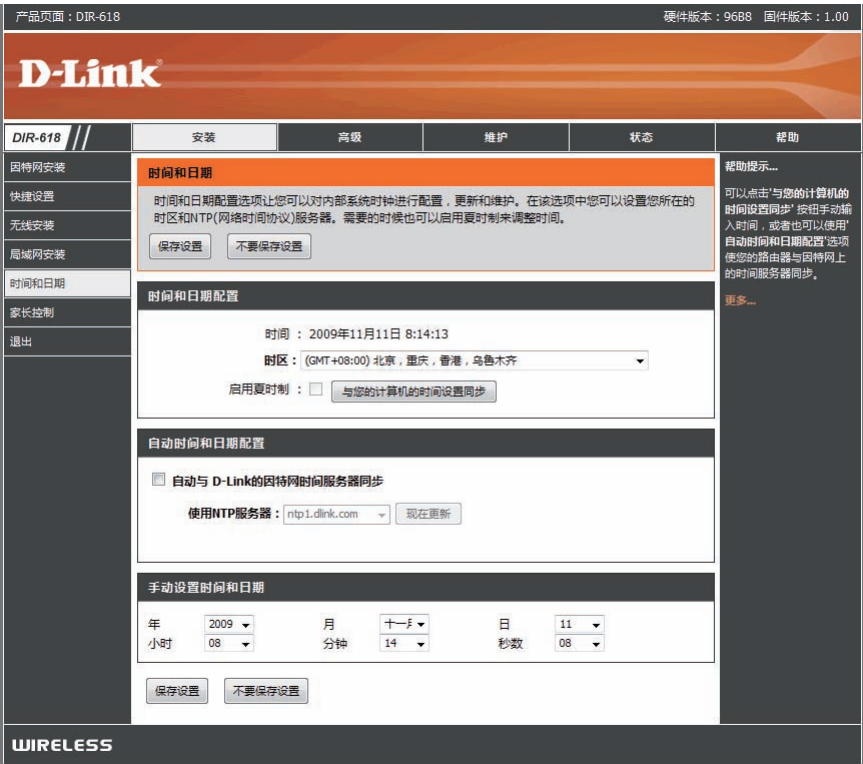 产品页面：DIR-618 硬件版本：96B8 固件版本：1.00
D-Link®
DIR-618 安装 高级 维护 状态 帮助
因特网安装
快捷设置
无线安装
局域网安装
时间和日期
家长控制
退出
时间和日期
时间和日期配置选项让您可以对内部系统时钟进行配置，更新和维护。在该选项中您可以设置您所在的
时区和NTP(网络时间协议)服务器。需要的时候也可以启用夏时制来调整时间。
保存设置 不要保存设置
时间和日期配置
时间 ： 2009年11月11日 8:14:13
时区： (GMT+08:00) 北京，重庆，香港，乌鲁木齐
启用夏时制 ： 与您的计算机的时间设置同步
自动时间和日期配置
自动与 D-Link的因特网时间服务器同步
使用NTP服务器： ntp1.dlink.com 现在更新
手动设置时间和日期
年 2009 月 十一月 日 11
小时 08 分钟 14 秒数 08
保存设置 不要保存设置
帮助提示...
可以点击'与您的计算机的
时间设置同步' 按钮手动输
入时间，或者也可以使用'
自动时间和日期配置'选项
使您的路由器与因特网上
的时间服务器同步。
更多...
WIRELESS